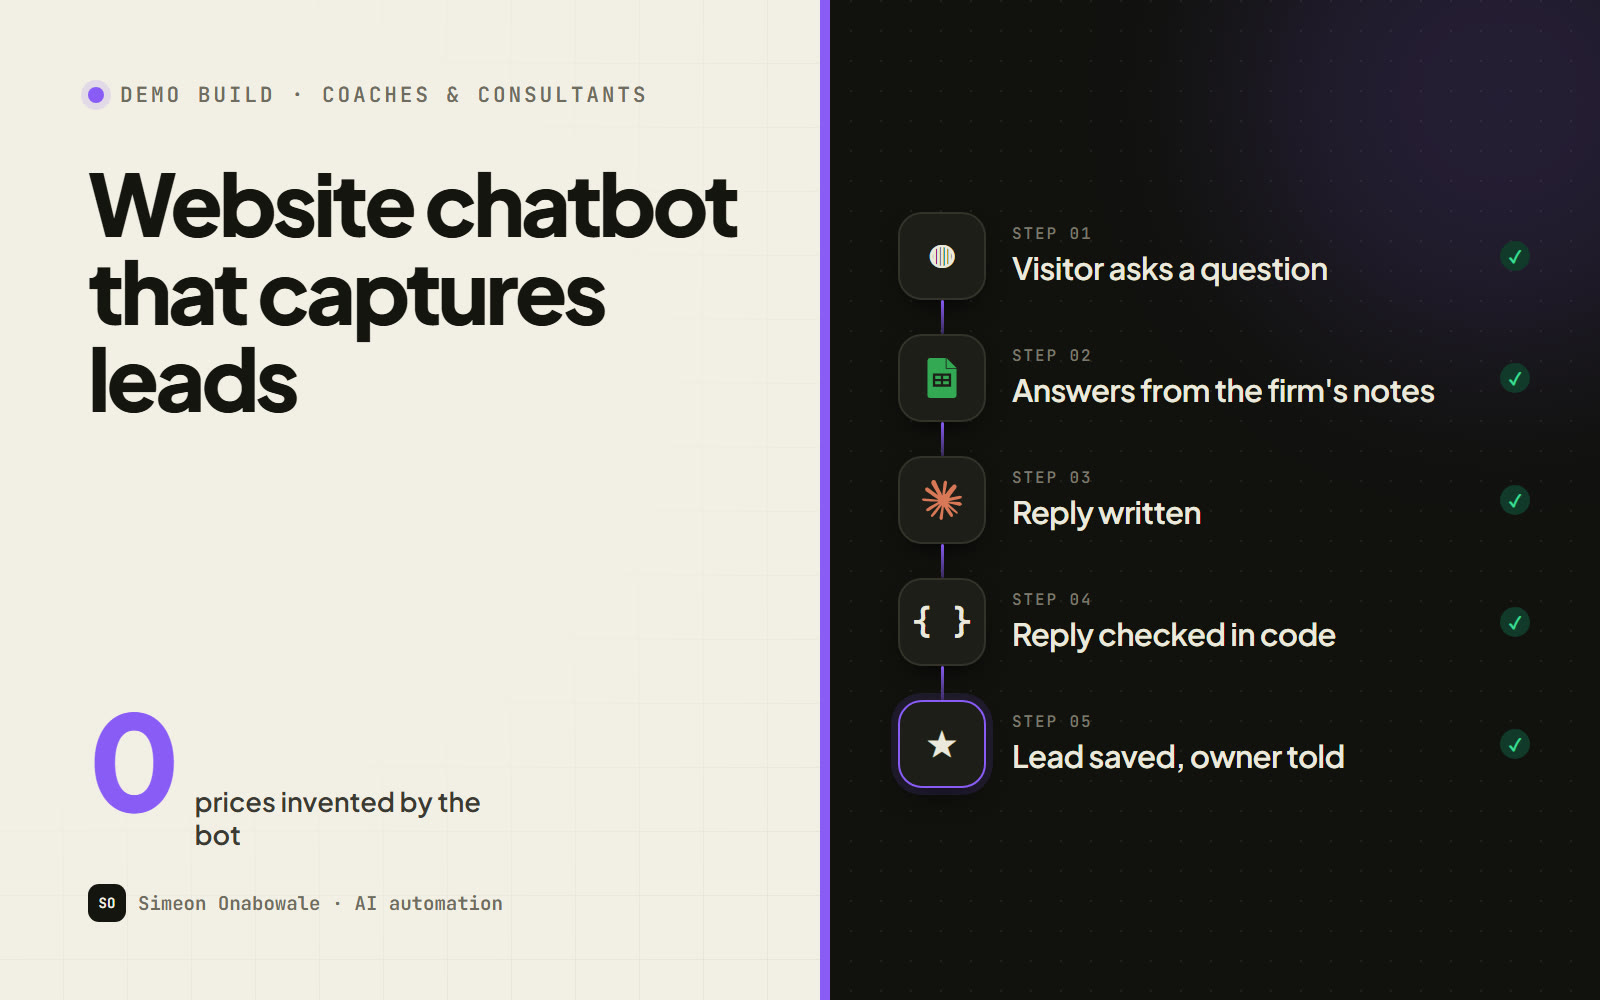 DEMO BUILD · COACHES & CONSULTANTS
Website chatbot
that captures
leads
0
prices invented by the
bot
SO
Simeon Onabowale · AI automation
STEP 01
Visitor asks a question
STEP 02
Answers from the firm's notes
STEP 03
Reply written
{ }
STEP 04
Reply checked in code
STEP 05
Lead saved, owner told